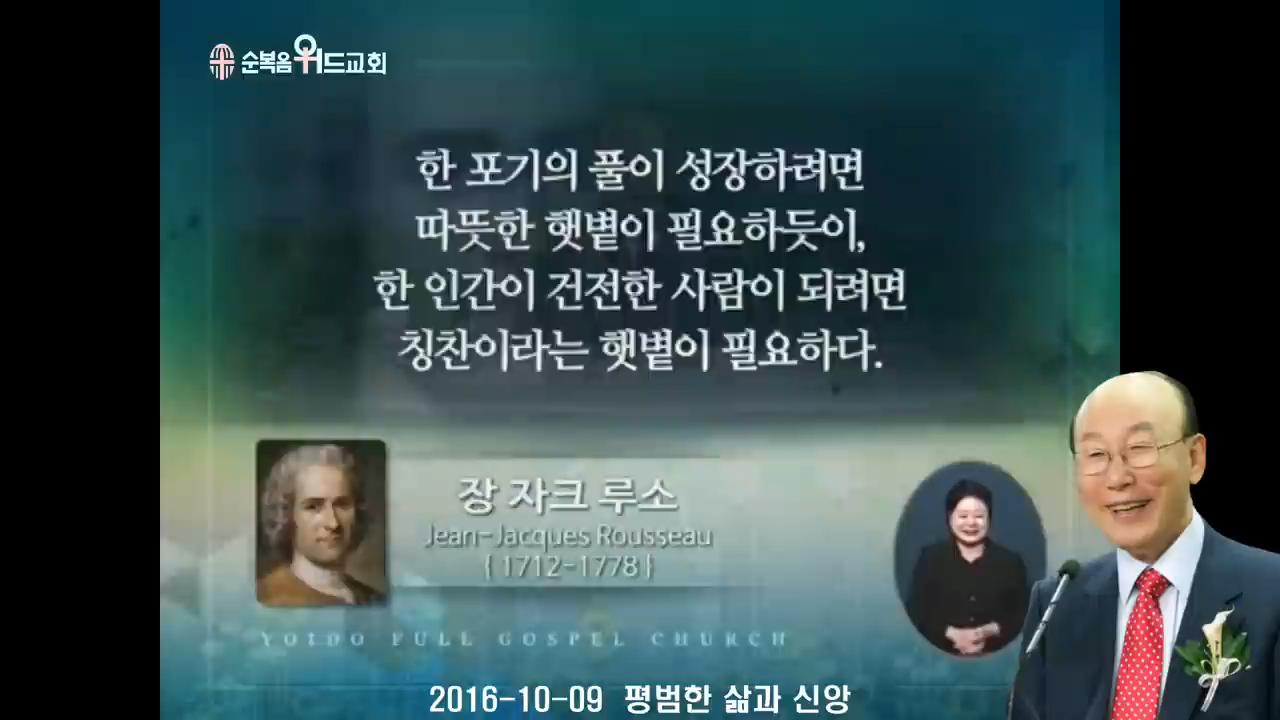 순복음워드교회
한 포기의 풀이 성장하려면
따뜻한 햇볕이 필요하듯이,
한 인간이 건전한 사람이 되려면
칭찬이라는 햇볕이 필요하다.
장 자크 루소
Jean-Jacques Rousseau
{ 1712-1778 }
YOIDO FULL GOSPEL CHURCH
2016-10-09 평범한 삶과 신앙